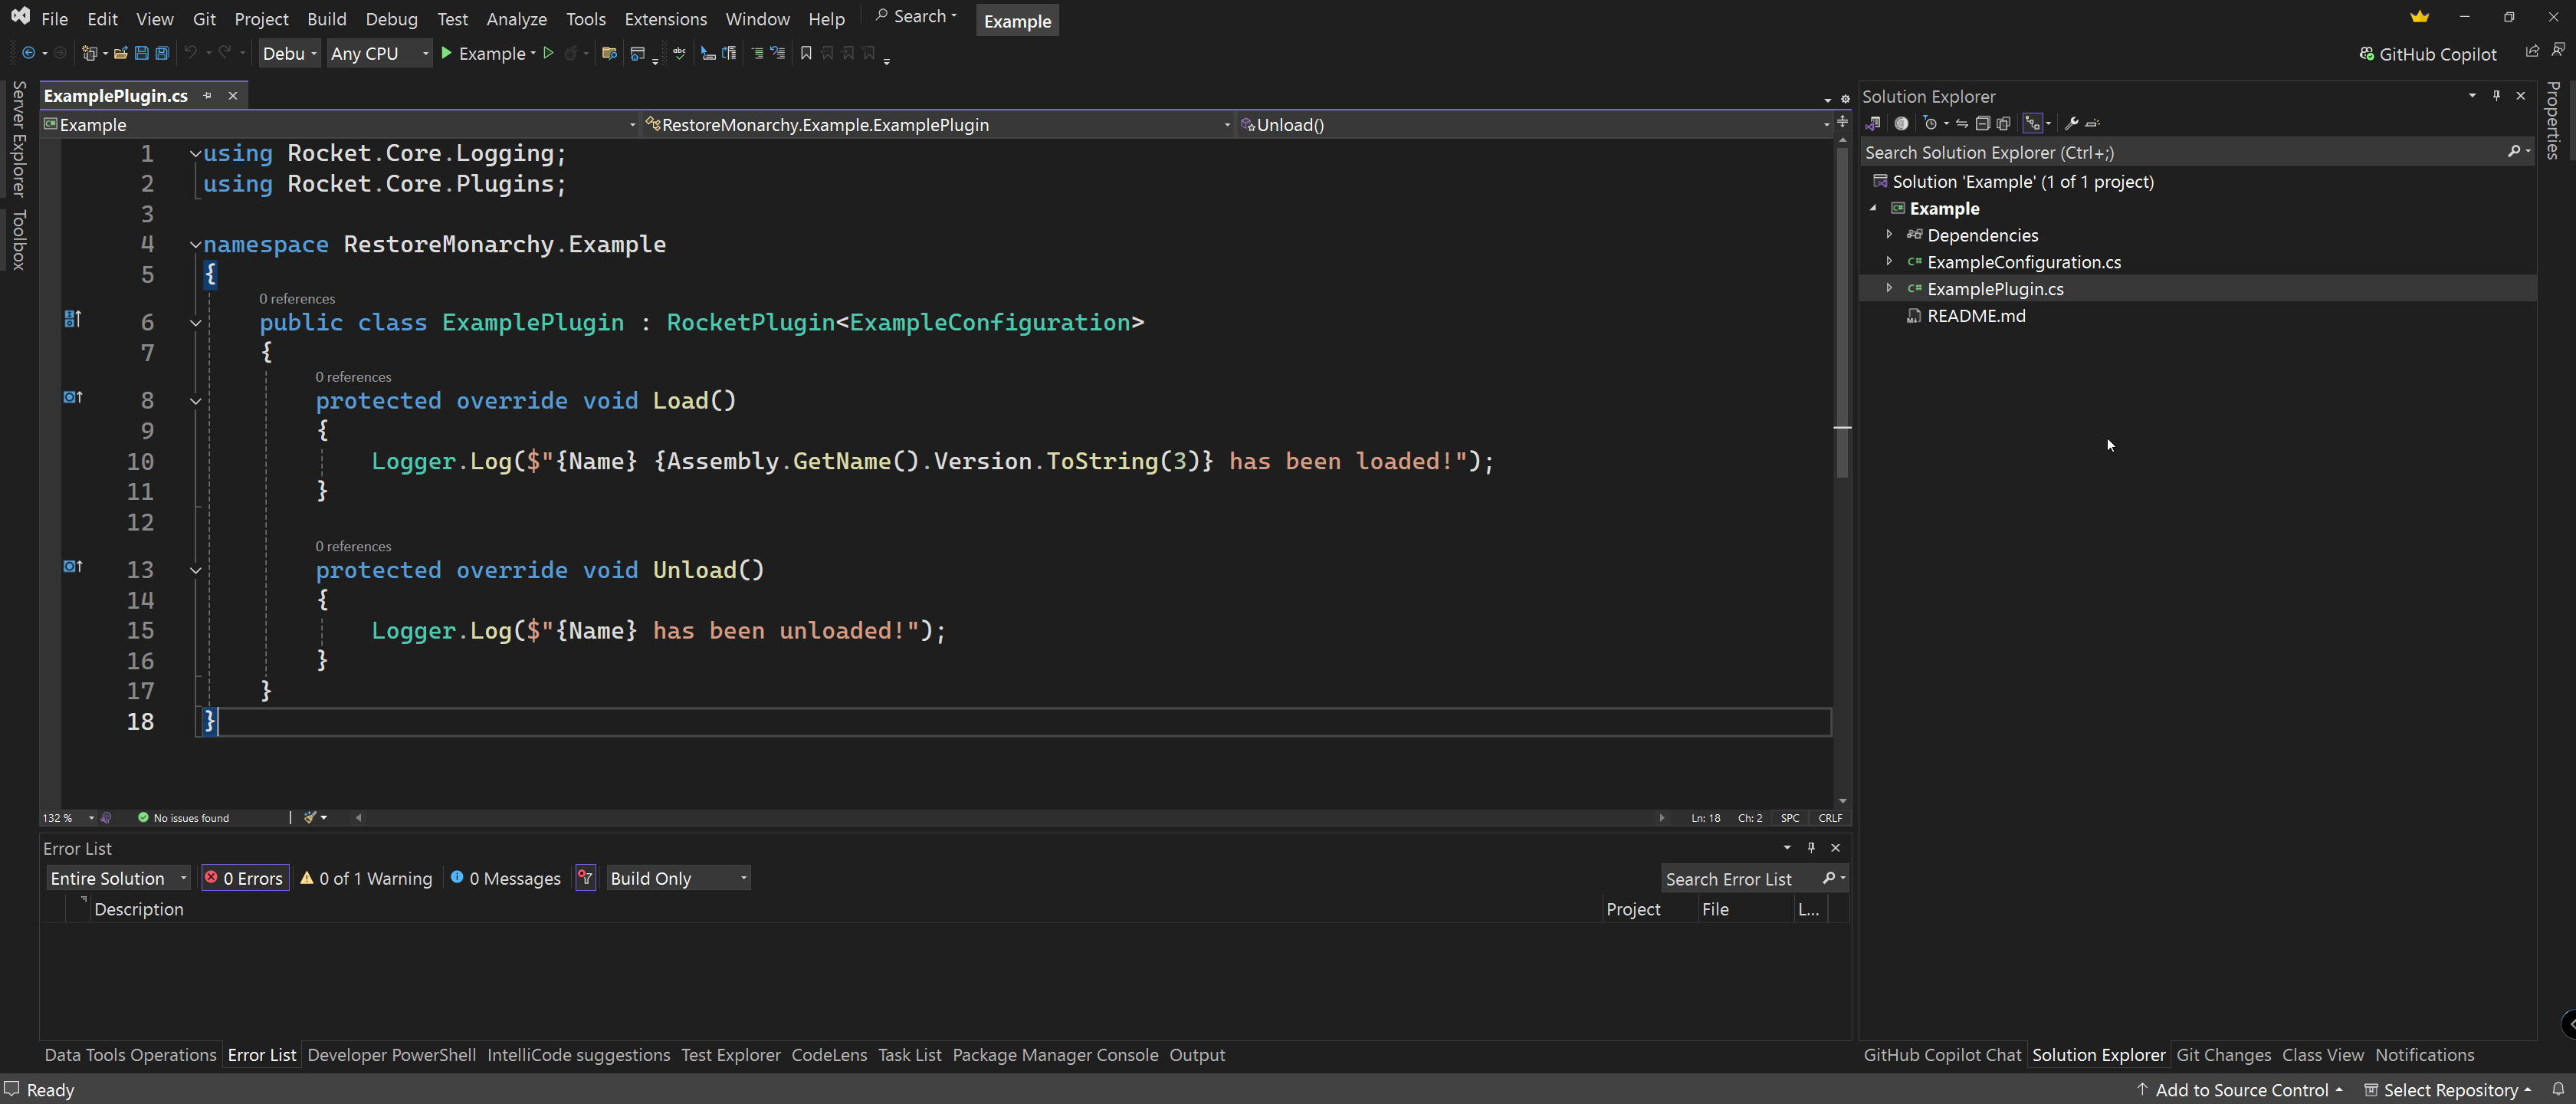 File Edit View Git Project Build Debug Test Analyze Tools Extensions Window Help Search Example
Debu Any CPU Example GitHub Copilot
Server Explorer
Toolbox
ExamplePlugin.cs
Example RestoreMonarchy.Example.ExamplePlugin Unload()
1 using Rocket.Core.Logging;
2 using Rocket.Core.Plugins;
3
4 namespace RestoreMonarchy.Example
5 {
0 references
6 public class ExamplePlugin : RocketPlugin<ExampleConfiguration>
7 {
0 references
8 protected override void Load()
9 {
10 Logger.Log($"{Name} {Assembly.GetName().Version.ToString(3)} has been loaded!");
11 }
12
0 references
13 protected override void Unload()
14 {
15 Logger.Log($"{Name} has been unloaded!");
16 }
17 }
18 }
132 % No issues found Ln: 18 Ch: 2 SPC CRLF
Error List
Entire Solution 0 Errors 0 of 1 Warning 0 Messages Build Only Search Error List
Description Project File L...
Data Tools Operations Error List Developer PowerShell IntelliCode suggestions Test Explorer CodeLens Task List Package Manager Console Output
Solution Explorer
Search Solution Explorer (Ctrl+;)
Solution 'Example' (1 of 1 project)
Example
Dependencies
C# ExampleConfiguration.cs
C# ExamplePlugin.cs
README.md
GitHub Copilot Chat Solution Explorer Git Changes Class View Notifications
Properties
Ready Add to Source Control Select Repository